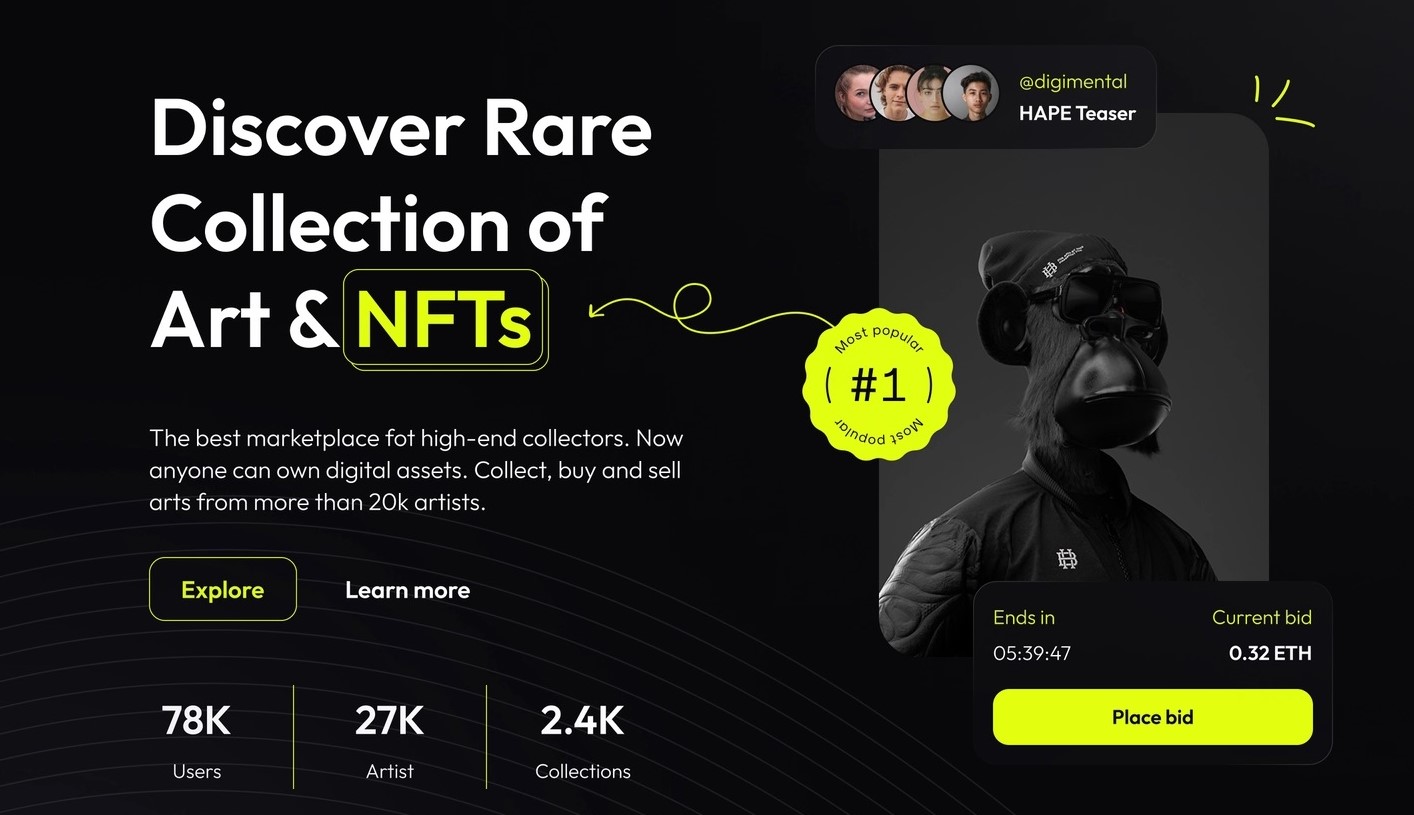 Discover Rare
Collection of
Art & NFTs
The best marketplace fot high-end collectors. Now
anyone can own digital assets. Collect, buy and sell
arts from more than 20k artists.
Explore
Learn more
78K
Users
27K
Artist
2.4K
Collections
@digimental
HAPE Teaser
Most popular
( #1 )
Most popular
Ends in
Current bid
05:39:47
0.32 ETH
Place bid